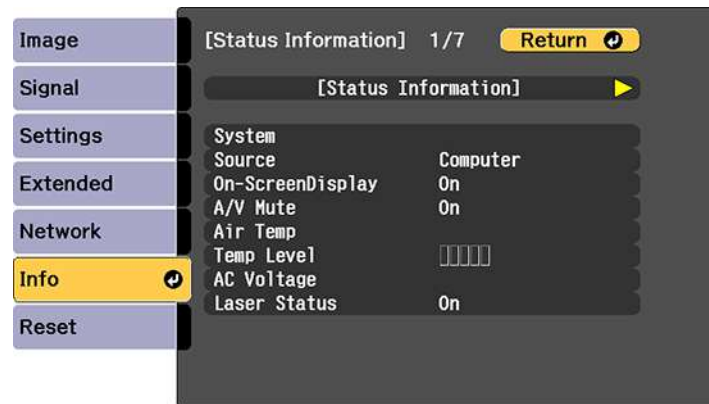 Image
Signal
Settings
Extended
Network
Info
Reset
[Status Information] 1/7 Return
[Status Information]
System
Source Computer
On-ScreenDisplay On
A/V Mute On
Air Temp
Temp Level
AC Voltage
Laser Status On